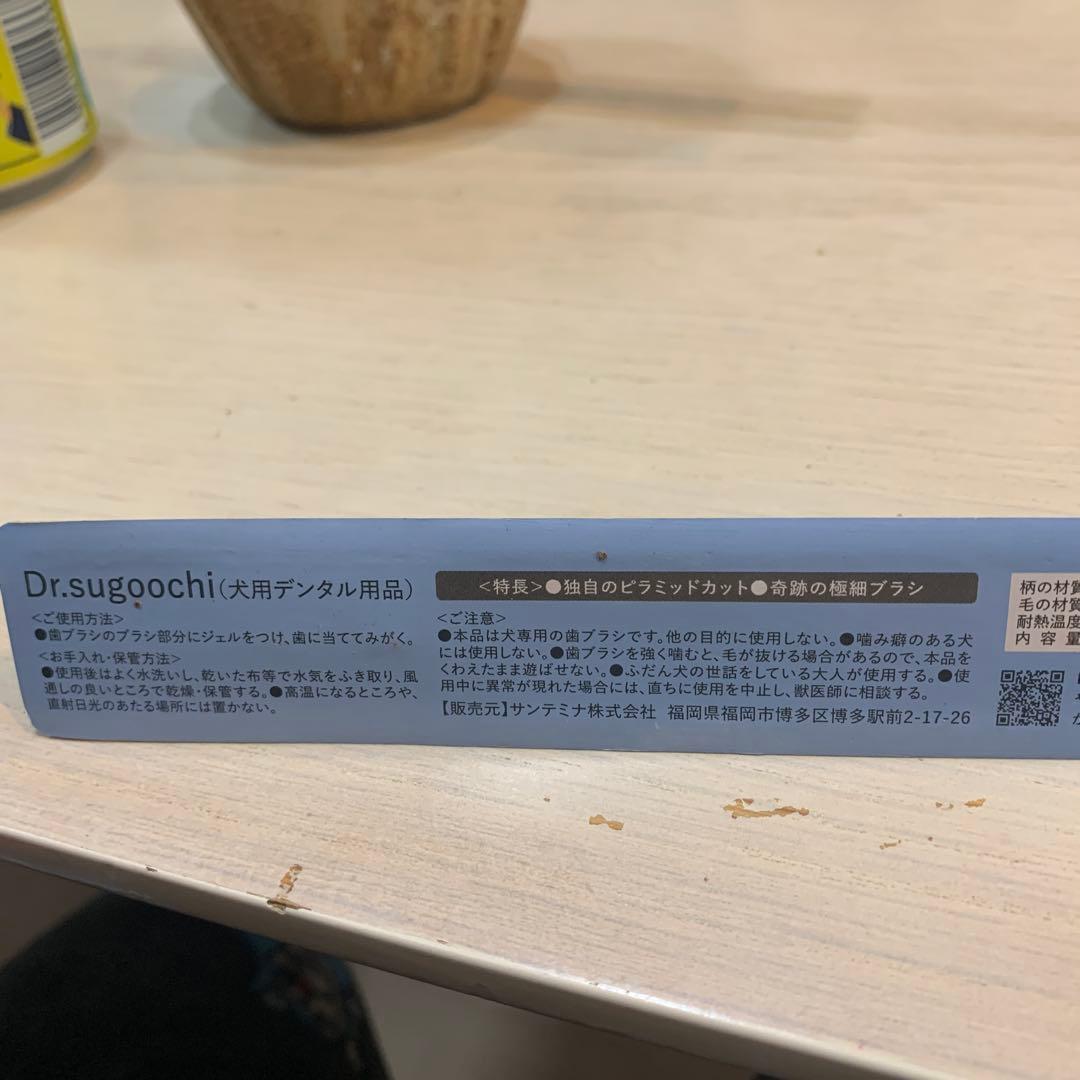 Dr.sugoochi(犬用デンタル用品)
<ご使用方法>
●歯ブラシのブラシ部分にジェルをつけ、歯に当ててみがく。
<お手入れ・保管方法>
●使用後はよく水洗いし、乾いた布等で水気をふき取り、風
通しの良いところで乾燥・保管する。●高温になるところや、
直射日光のあたる場所には置かない。
<特長>●独自のピラミッドカット●奇跡の極細ブラシ
<ご注意>
●本品は犬専用の歯ブラシです。他の目的に使用しない。●噛み癖のある犬
には使用しない。●歯ブラシを強く噛むと、毛が抜ける場合があるので、本品を
くわえたまま遊ばせない。●ふだん犬の世話をしている大人が使用する。●使
用中に異常が現れた場合には、直ちに使用を中止し、獣医師に相談する。
【販売元】サンテミナ株式会社 福岡県福岡市博多区博多駅前2-17-26
柄の材質
毛の材質
耐熱温度
内容量